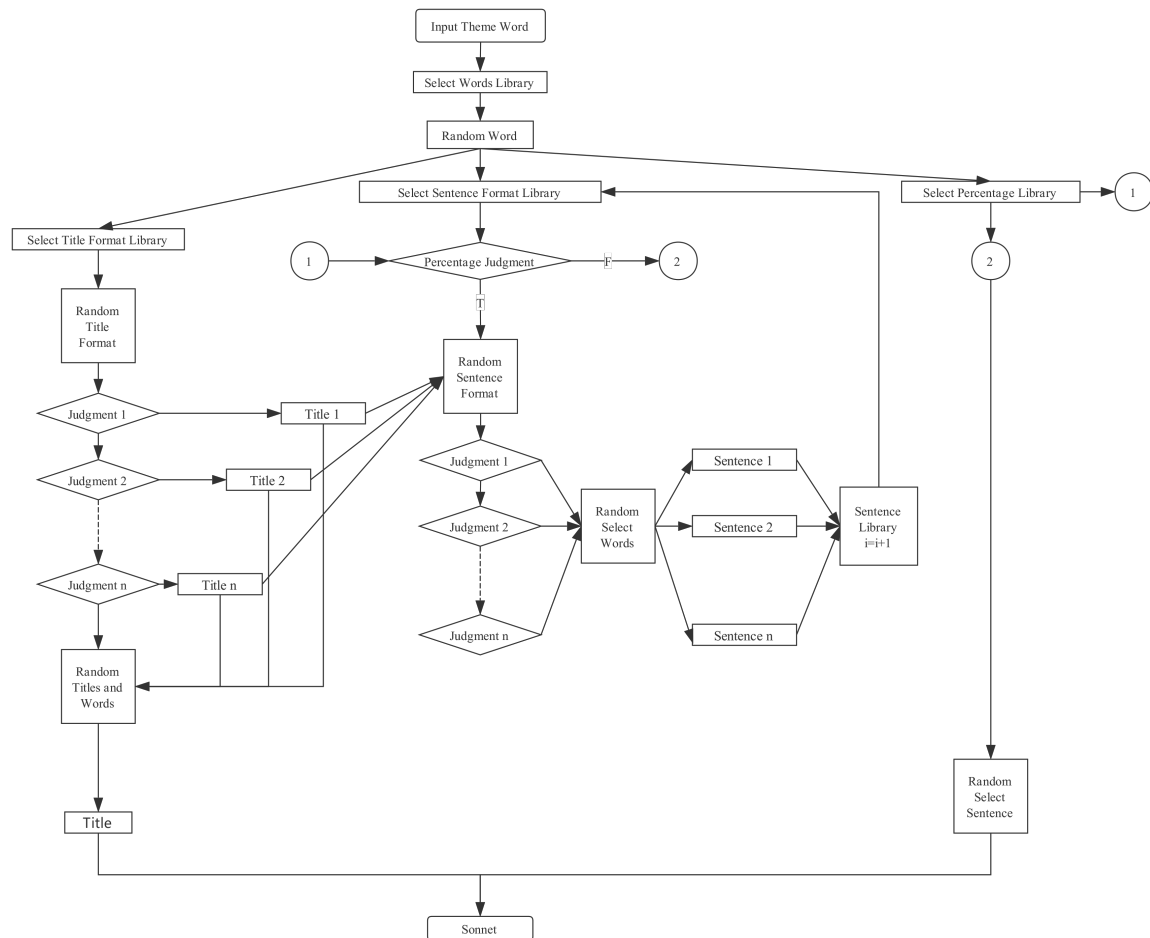 Input Theme Word
Select Words Library
Random Word
Select Sentence Format Library
Select Percentage Library
1
Select Title Format Library
1
Percentage Judgment
F
2
2
Random
Title
Format
T
Random
Sentence
Format
Judgment 1
Title 1
Judgment 2
Title 2
Judgment n
Title n
Judgment 1
Judgment 2
Judgment n
Random
Select
Words
Sentence 1
Sentence 2
Sentence n
Sentence
Library
i=i+1
Random
Titles and
Words
Title
Random
Select
Sentence
Sonnet